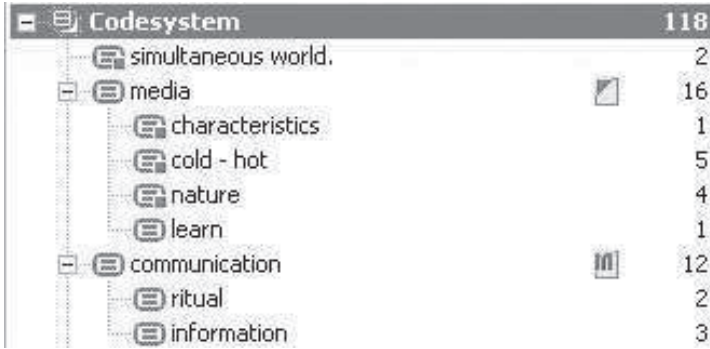 Codesystem 118
simultaneous world. 2
media 16
characteristics 1
cold - hot 5
nature 4
learn 1
communication 12
ritual 2
information 3